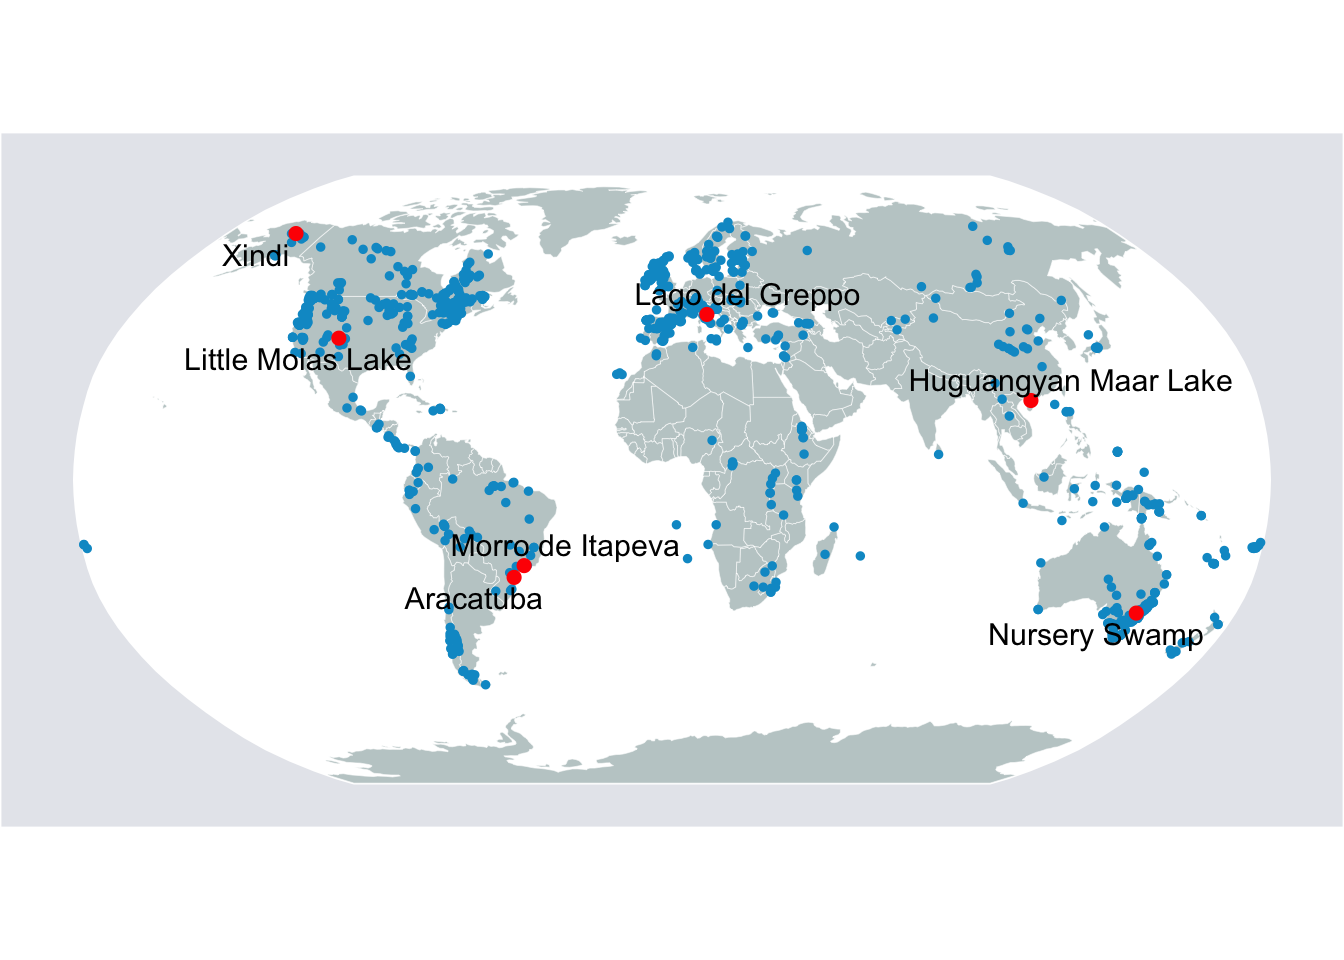 Xindi
Lago del Greppo
Little Molas Lake
Huguangyan Maar Lake
Morro de Itapeva
Aracatuba
Nursery Swamp